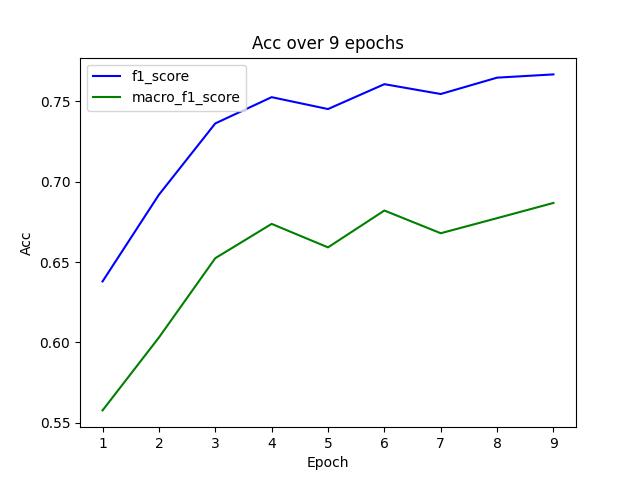 Acc over 9 epochs
f1_score
macro_f1_score
0.75
0.70
0.65
0.60
0.55
Acc
1 2 3 4 5 6 7 8 9
Epoch